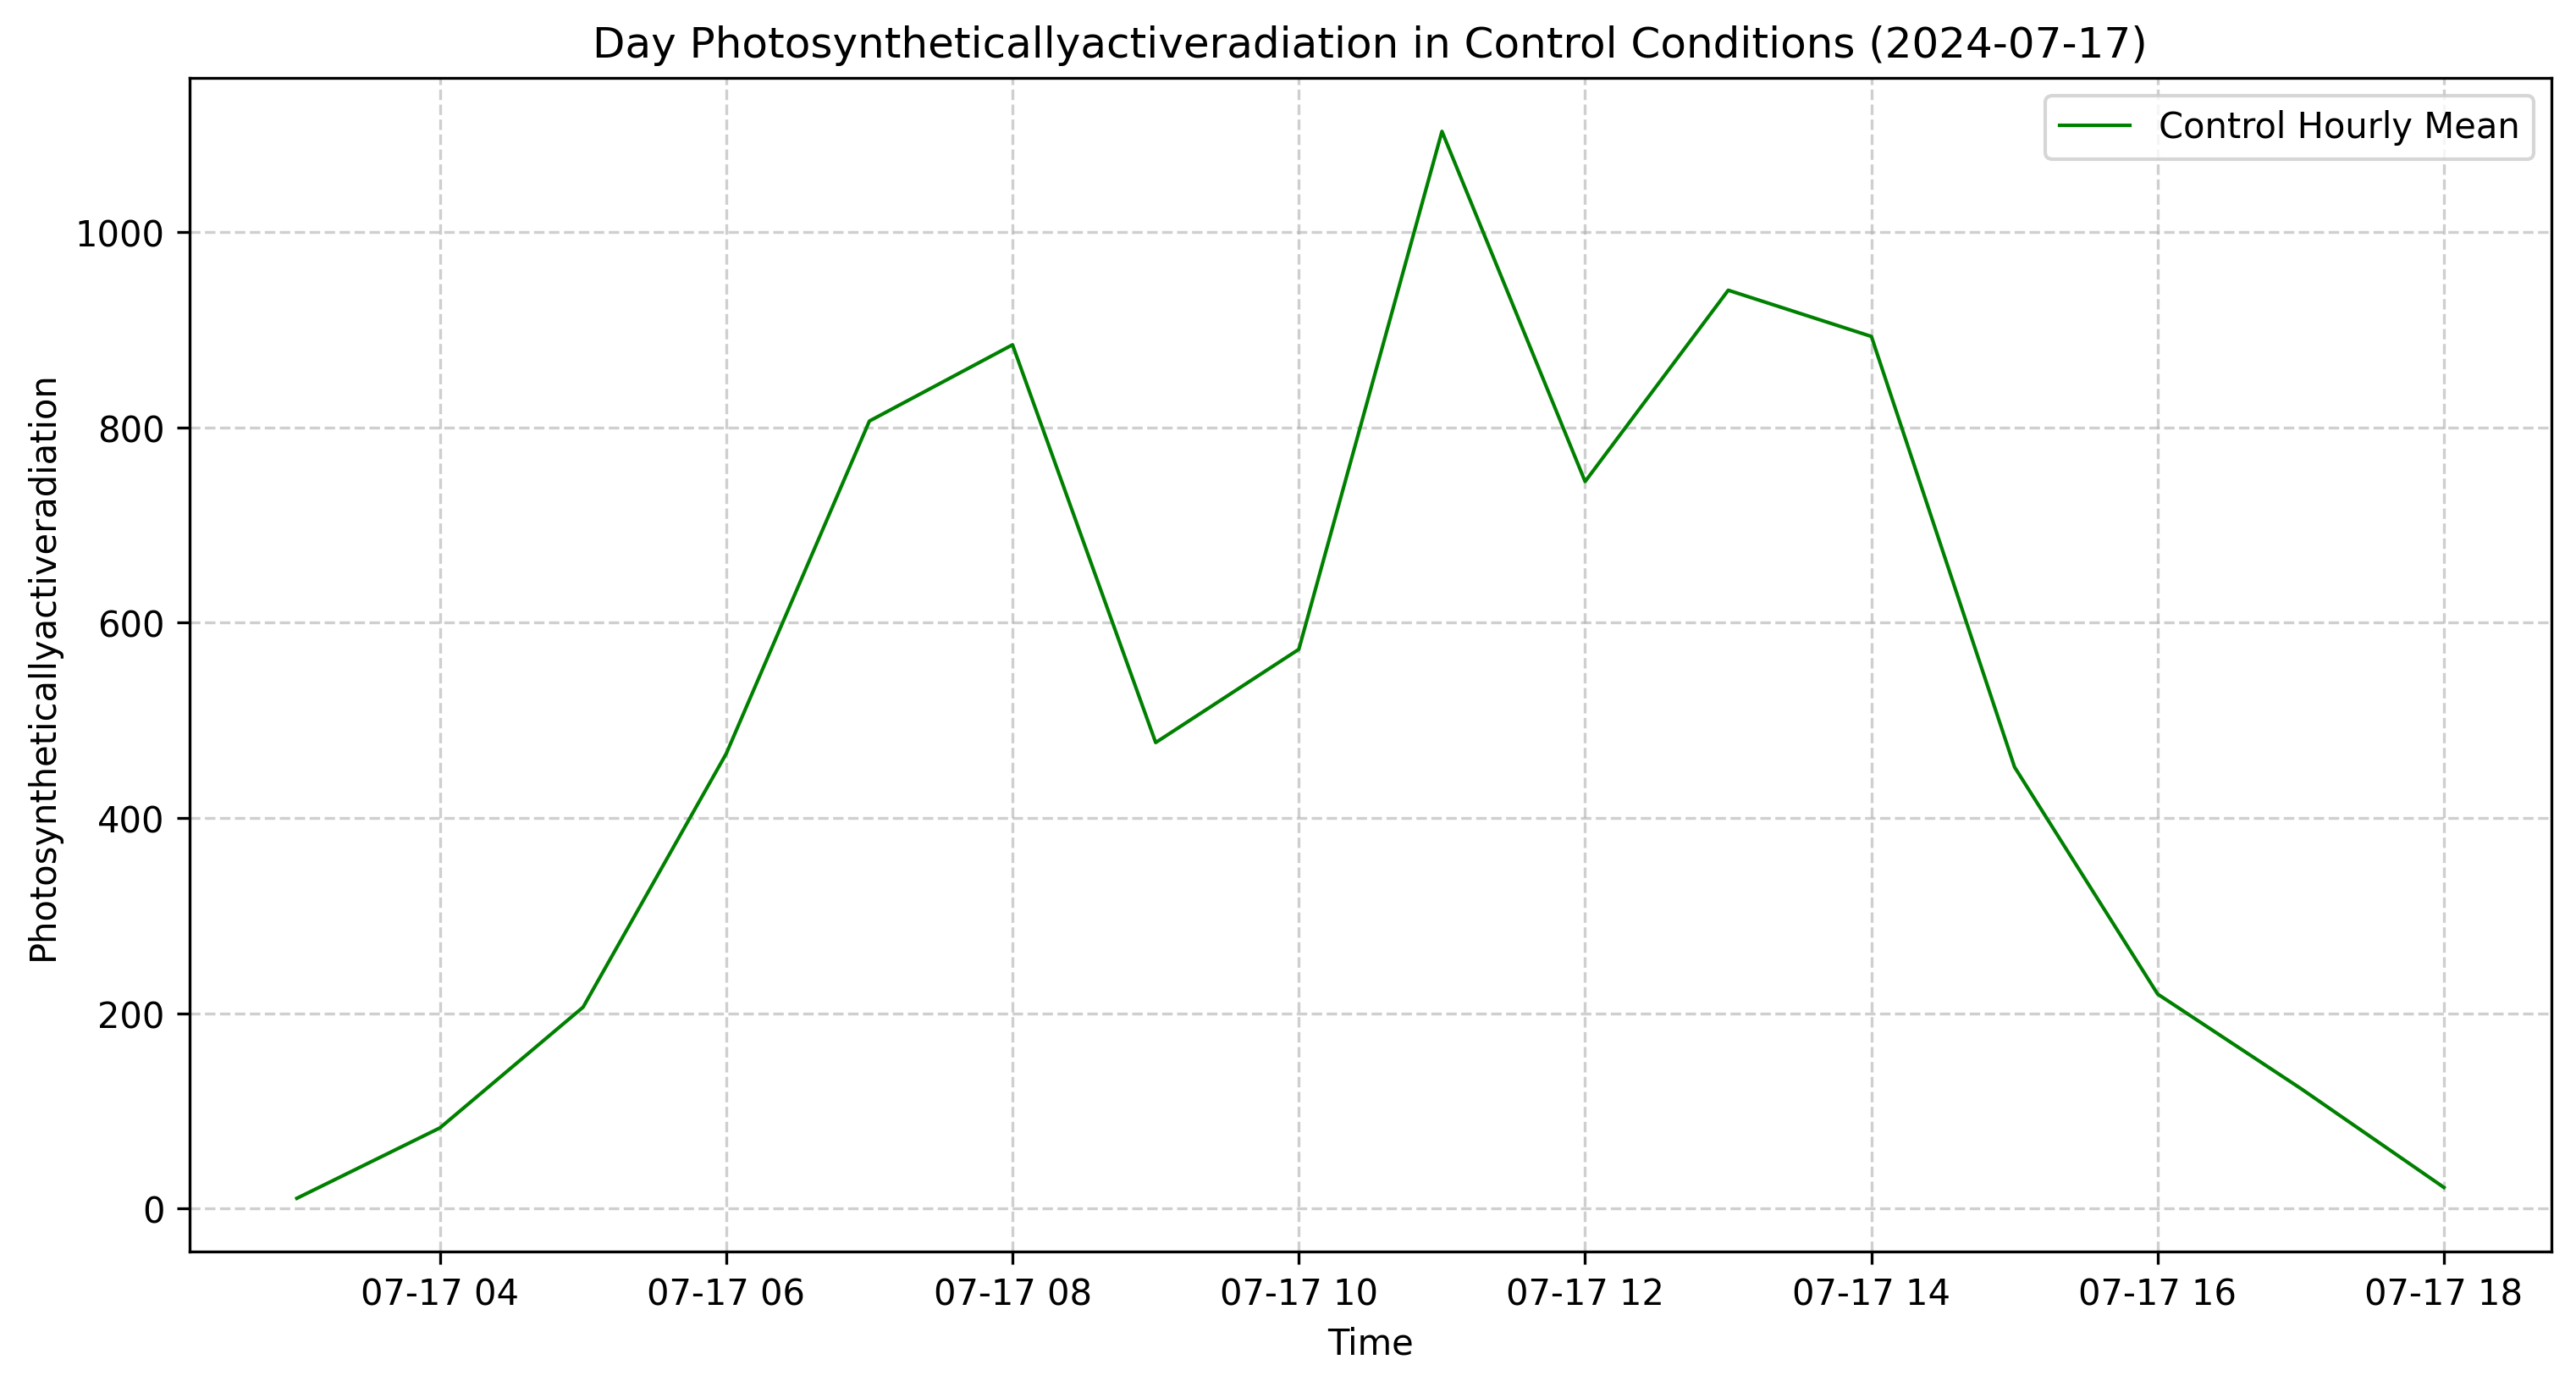 Day Photosyntheticallyactiveradiation in Control Conditions (2024-07-17)
Control Hourly Mean
Photosyntheticallyactiveradiation
1000
800
600
400
200
0
07-17 04 07-17 06 07-17 08 07-17 10 07-17 12 07-17 14 07-17 16 07-17 18
Time